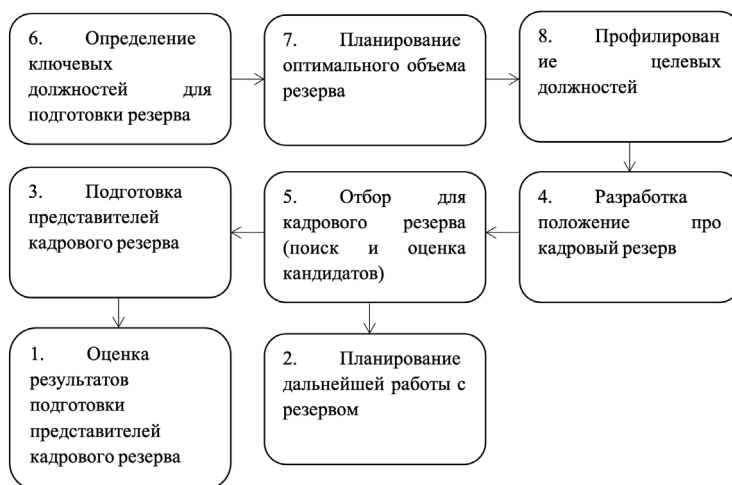 6. Определение
ключевых
должностей для
подготовки резерва
7. Планирование
оптимального объема
резерва
8. Профилирован
ие целевых
должностей
3. Подготовка
представителей
кадрового резерва
5. Отбор для
кадрового резерва
(поиск и оценка
кандидатов)
4. Разработка
положение про
кадровый резерв
1. Оценка
результатов
подготовки
представителей
кадрового резерва
2. Планирование
дальнейшей работы с
резервом